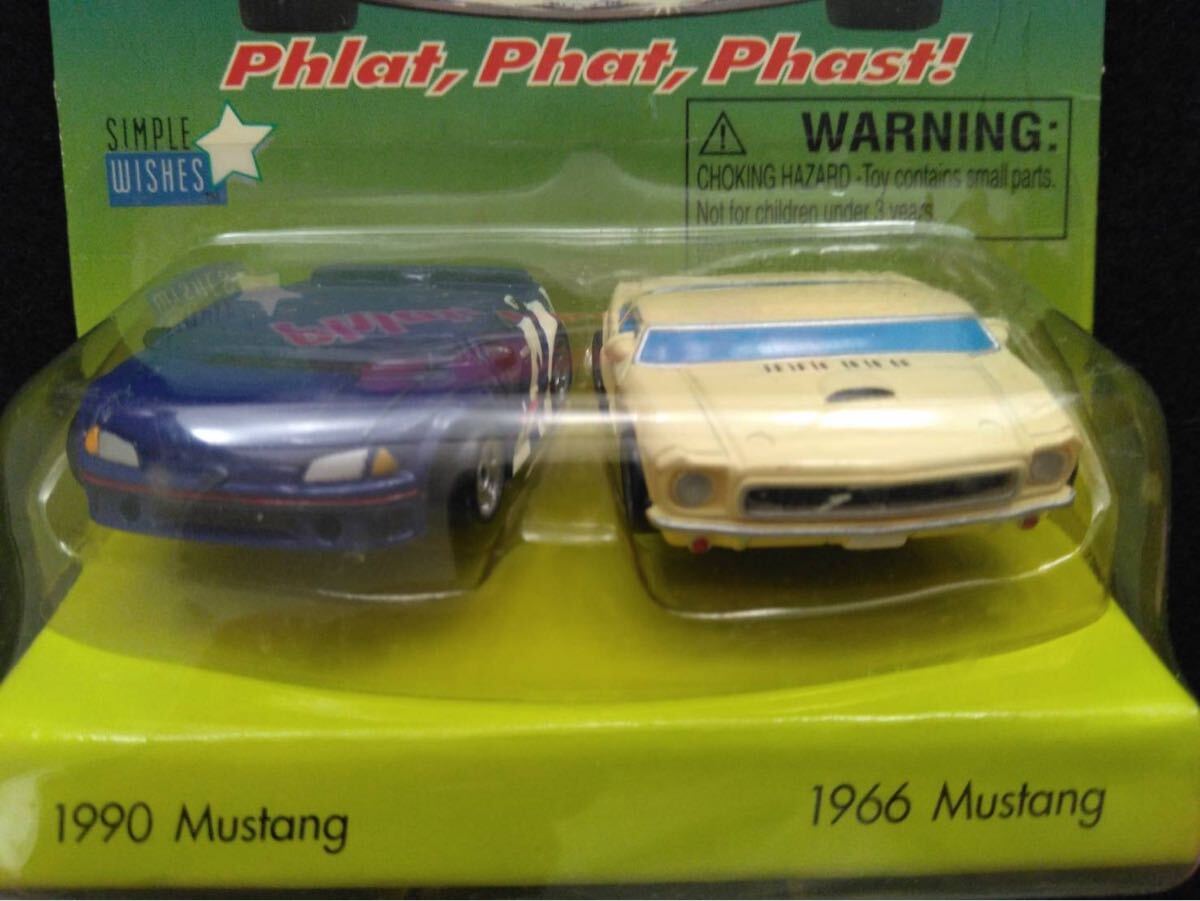 Phlat, Phat, Phast!
SIMPLE
WISHES™
WARNING:
CHOKING HAZARD - Toy contains small parts.
Not for children under 3 years
1990 Mustang
1966 Mustang